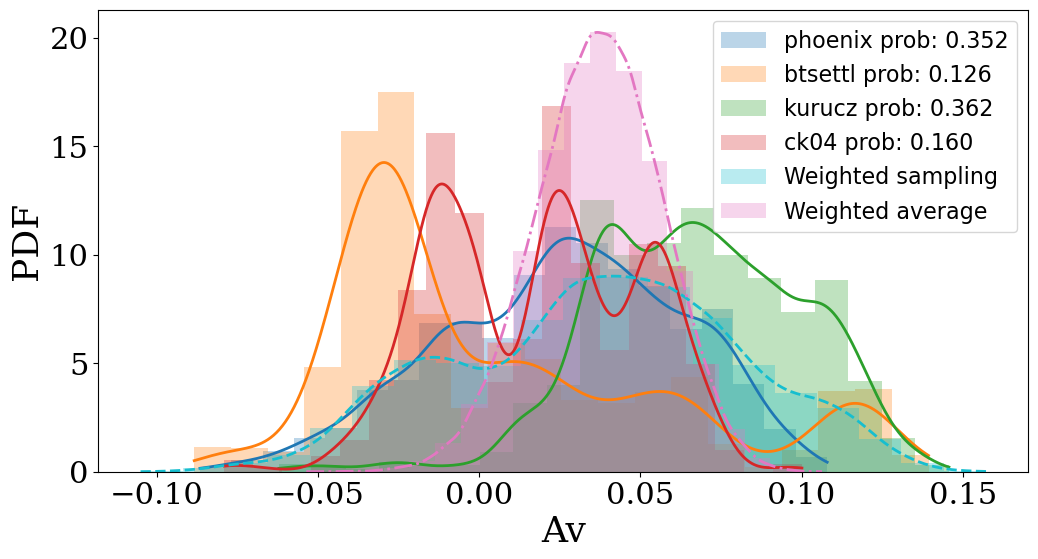 phoenix prob: 0.352
btsettl prob: 0.126
kurucz prob: 0.362
ck04 prob: 0.160
Weighted sampling
Weighted average
PDF
20
15
10
5
0
−0.10 −0.05 0.00 0.05 0.10 0.15
Av